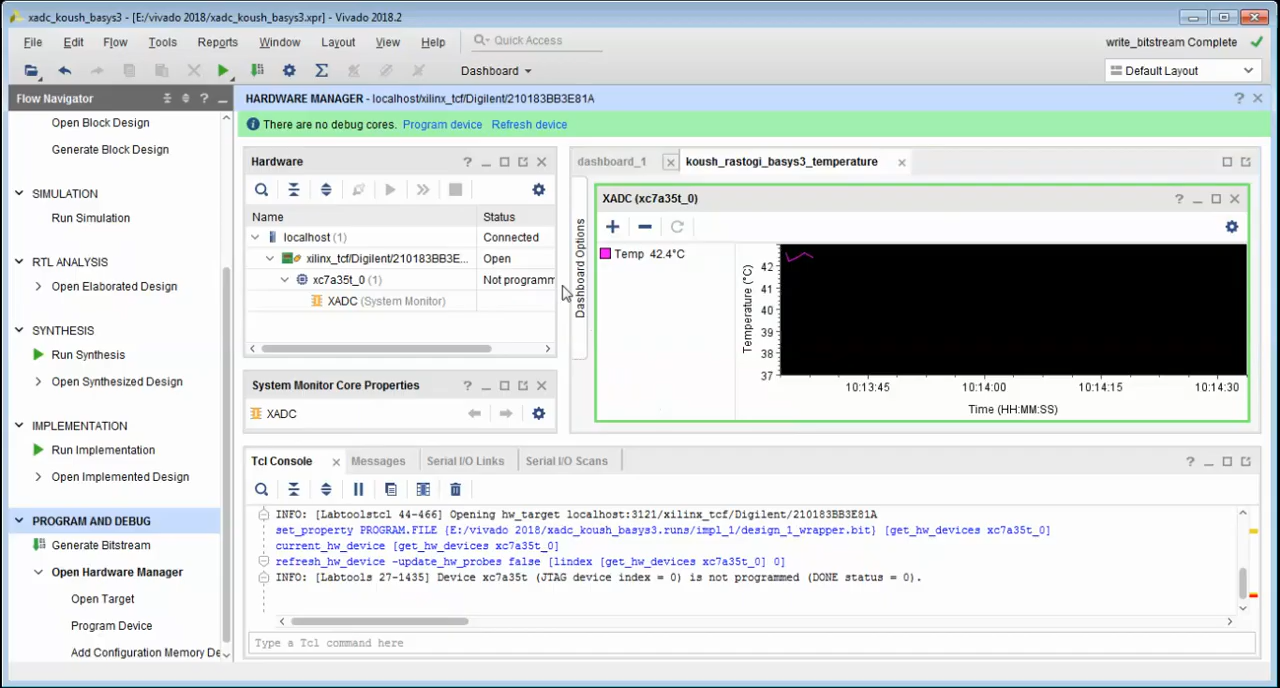 xadc_koush_basys3 - [E:/vivado 2018/xadc_koush_basys3.xpr] - Vivado 2018.2
File Edit Flow Tools Reports Window Layout View Help Quick Access
write_bitstream Complete
Dashboard
Default Layout
Flow Navigator
Open Block Design
Generate Block Design
SIMULATION
Run Simulation
RTL ANALYSIS
Open Elaborated Design
SYNTHESIS
Run Synthesis
Open Synthesized Design
IMPLEMENTATION
Run Implementation
Open Implemented Design
PROGRAM AND DEBUG
Generate Bitstream
Open Hardware Manager
Open Target
Program Device
Add Configuration Memory De
HARDWARE MANAGER - localhost/xilinx_tcf/Digilent/210183BB3E81A
There are no debug cores. Program device Refresh device
Hardware
Name Status
localhost (1) Connected
xilinx_tcf/Digilent/210183BB3E... Open
xc7a35t_0 (1) Not programm
XADC (System Monitor)
System Monitor Core Properties
XADC
dashboard_1 koush_rastogi_basys3_temperature
Dashboard Options
XADC (xc7a35t_0)
Temp 42.4°C
Temperature (°C)
42
41
40
39
38
37
10:13:45 10:14:00 10:14:15 10:14:30
Time (HH:MM:SS)
Tcl Console Messages Serial I/O Links Serial I/O Scans
INFO: [Labtoolstcl 44-466] Opening hw_target localhost:3121/xilinx_tcf/Digilent/210183BB3E81A
set_property PROGRAM.FILE {E:/vivado 2018/xadc_koush_basys3.runs/impl_1/design_1_wrapper.bit} [get_hw_devices xc7a35t_0]
current_hw_device [get_hw_devices xc7a35t_0]
refresh_hw_device -update_hw_probes false [lindex [get_hw_devices xc7a35t_0] 0]
INFO: [Labtools 27-1435] Device xc7a35t (JTAG device index = 0) is not programmed (DONE status = 0).
Type a Tcl command here